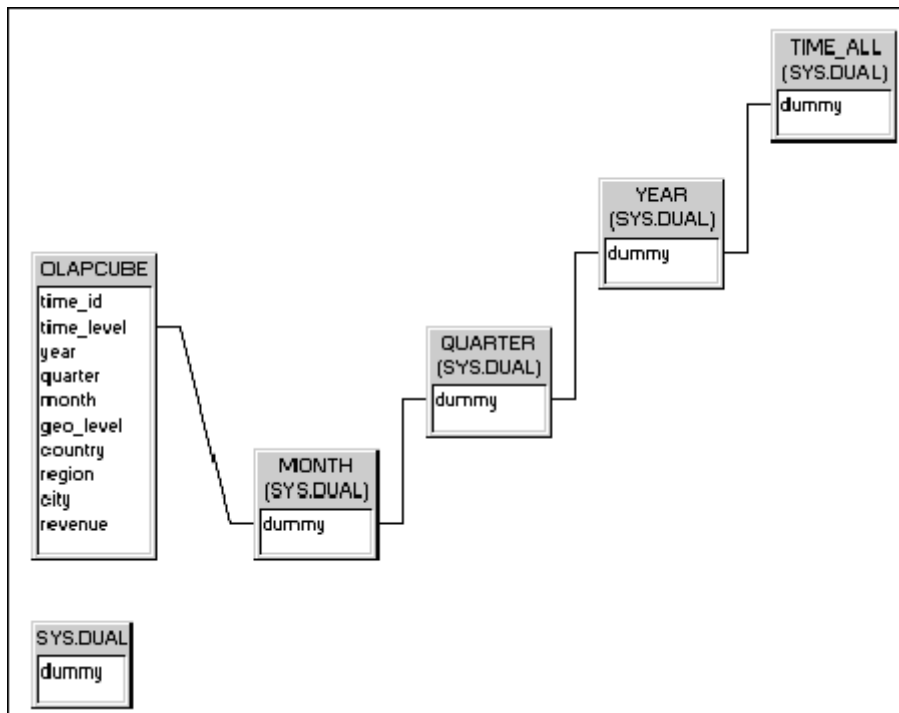 TIME_ALL
(SYS.DUAL)
dummy
YEAR
(SYS.DUAL)
dummy
OLAPCUBE
time_id
time_level
year
quarter
month
geo_level
country
region
city
revenue
QUARTER
(SYS.DUAL)
dummy
MONTH
(SYS.DUAL)
dummy
SYS.DUAL
dummy